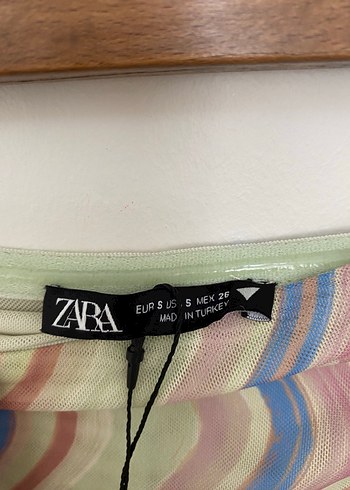 ZARA
EUR S US S MEX 26
MADE IN TURKEY